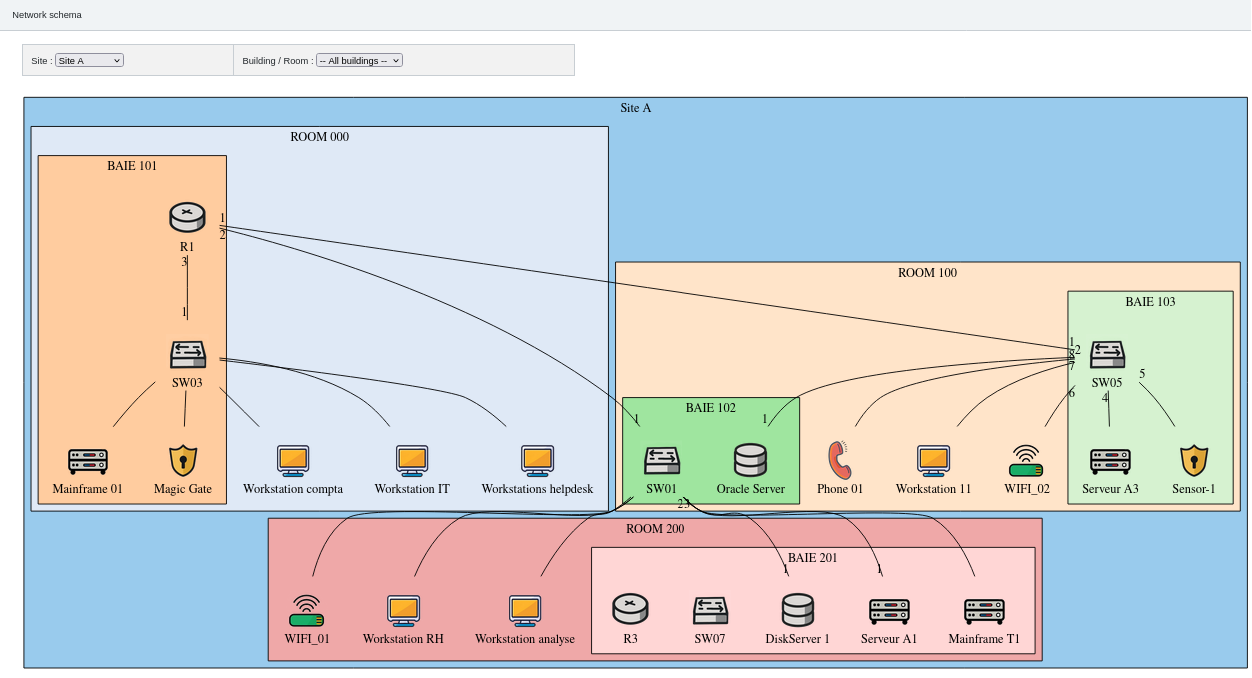 Network schema
Site : Site A
Building / Room : -- All buildings --
Site A
ROOM 000
BAIE 101
R1
1
2
3
1
SW03
Mainframe 01
Magic Gate
Workstation compta
Workstation IT
Workstations helpdesk
ROOM 100
BAIE 103
1
2
7
6
5
4
SW05
BAIE 102
1
1
SW01
Oracle Server
Phone 01
Workstation 11
WIFI_02
Serveur A3
Sensor-1
2
3
ROOM 200
BAIE 201
1
1
WIFI_01
Workstation RH
Workstation analyse
R3
SW07
DiskServer 1
Serveur A1
Mainframe T1